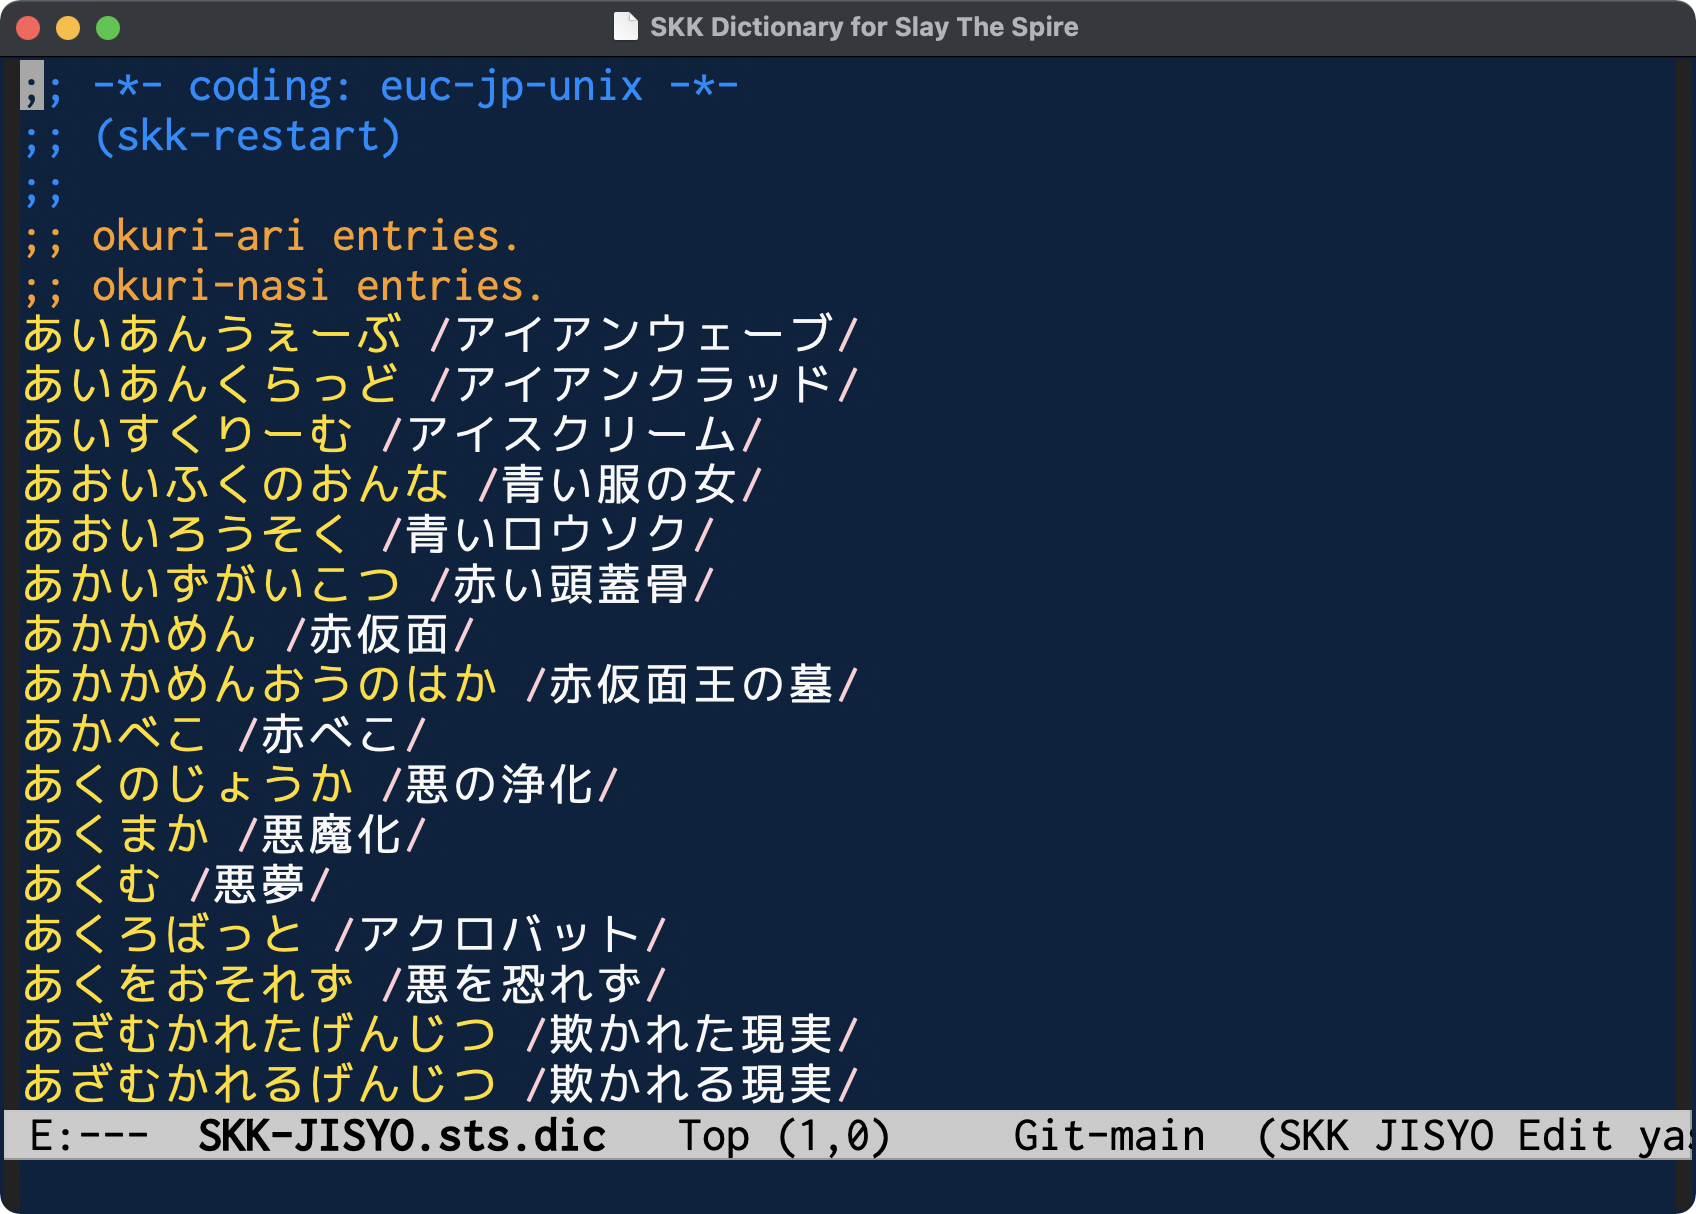 SKK Dictionary for Slay The Spire
;; -*- coding: euc-jp-unix -*-
;; (skk-restart)
;;
;; okuri-ari entries.
;; okuri-nasi entries.
あいあんうぇーぶ /アイアンウェーブ/
あいあんくらっど /アイアンクラッド/
あいすくりーむ /アイスクリーム/
あおいふくのおんな /青い服の女/
あおいろうそく /青いロウソク/
あかいずがいこつ /赤い頭蓋骨/
あかかめん /赤仮面/
あかかめんおうのはか /赤仮面王の墓/
あかべこ /赤べこ/
あくのじょうか /悪の浄化/
あくまか /悪魔化/
あくむ /悪夢/
あくろばっと /アクロバット/
あくをおそれず /悪を恐れず/
あざむかれたげんじつ /欺かれた現実/
あざむかれるげんじつ /欺かれる現実/
E:--- SKK-JISYO.sts.dic Top (1,0) Git-main (SKK JISYO Edit yas